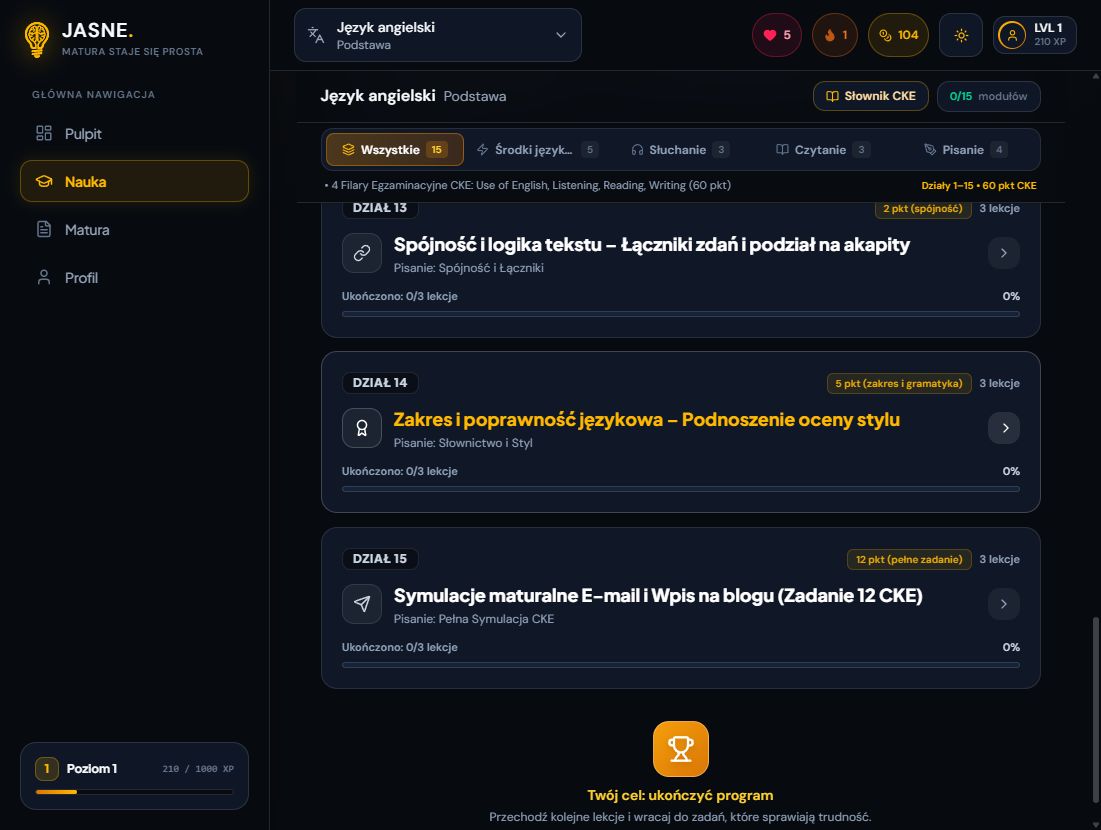 JASNE.
MATURA STAJE SIĘ PROSTA
GŁÓWNA NAWIGACJA
Pulpit
Nauka
Matura
Profil
1 Poziom 1 210 / 1000 XP
Język angielski
Podstawa
5
1
104
LVL 1
210 XP
Język angielski Podstawa
Słownik CKE
0/15 modułów
Wszystkie 15
Środki język... 5
Słuchanie 3
Czytanie 3
Pisanie 4
• 4 Filary Egzaminacyjne CKE: Use of English, Listening, Reading, Writing (60 pkt)
Działy 1–15 • 60 pkt CKE
DZIAŁ 13
2 pkt (spójność) 3 lekcje
Spójność i logika tekstu – Łączniki zdań i podział na akapity
Pisanie: Spójność i Łączniki
Ukończono: 0/3 lekcje 0%
DZIAŁ 14
5 pkt (zakres i gramatyka) 3 lekcje
Zakres i poprawność językowa – Podnoszenie oceny stylu
Pisanie: Słownictwo i Styl
Ukończono: 0/3 lekcje 0%
DZIAŁ 15
12 pkt (pełne zadanie) 3 lekcje
Symulacje maturalne E-mail i Wpis na blogu (Zadanie 12 CKE)
Pisanie: Pełna Symulacja CKE
Ukończono: 0/3 lekcje 0%
Twój cel: ukończyć program
Przechodź kolejne lekcje i wracaj do zadań, które sprawiają trudność.